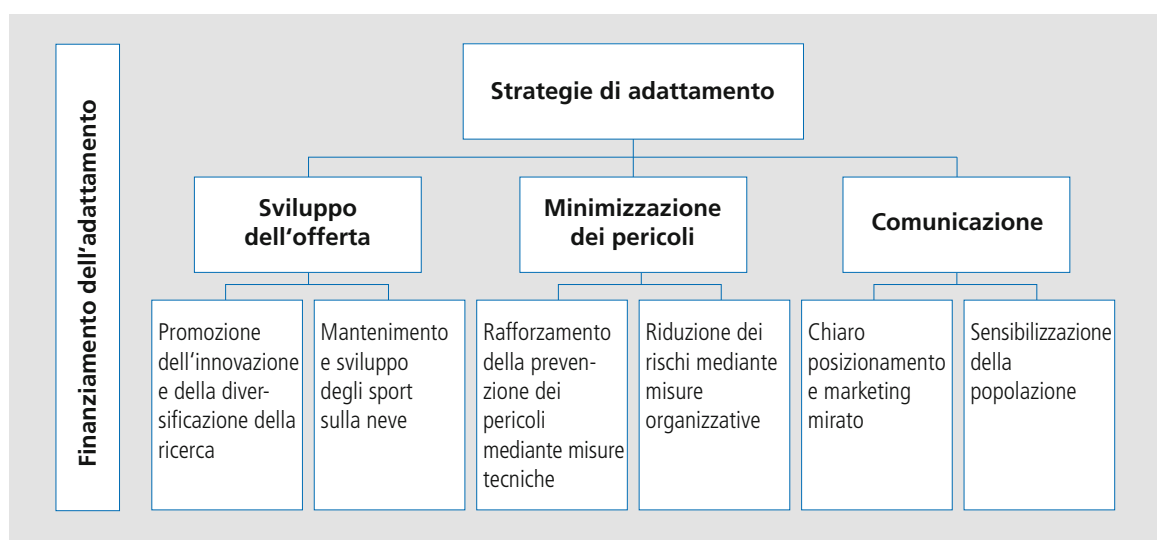 Finanziamento dell'adattamento
Strategie di adattamento
Sviluppo
dell'offerta
Minimizzazione
dei pericoli
Comunicazione
Promozione
dell'innovazione
e della diver-
sificazione della
ricerca
Mantenimento
e sviluppo
degli sport
sulla neve
Rafforzamento
della preven-
zione dei
pericoli
mediante misure
tecniche
Riduzione dei
rischi mediante
misure
organizzative
Chiaro
posizionamento
e marketing
mirato
Sensibilizzazione
della
popolazione